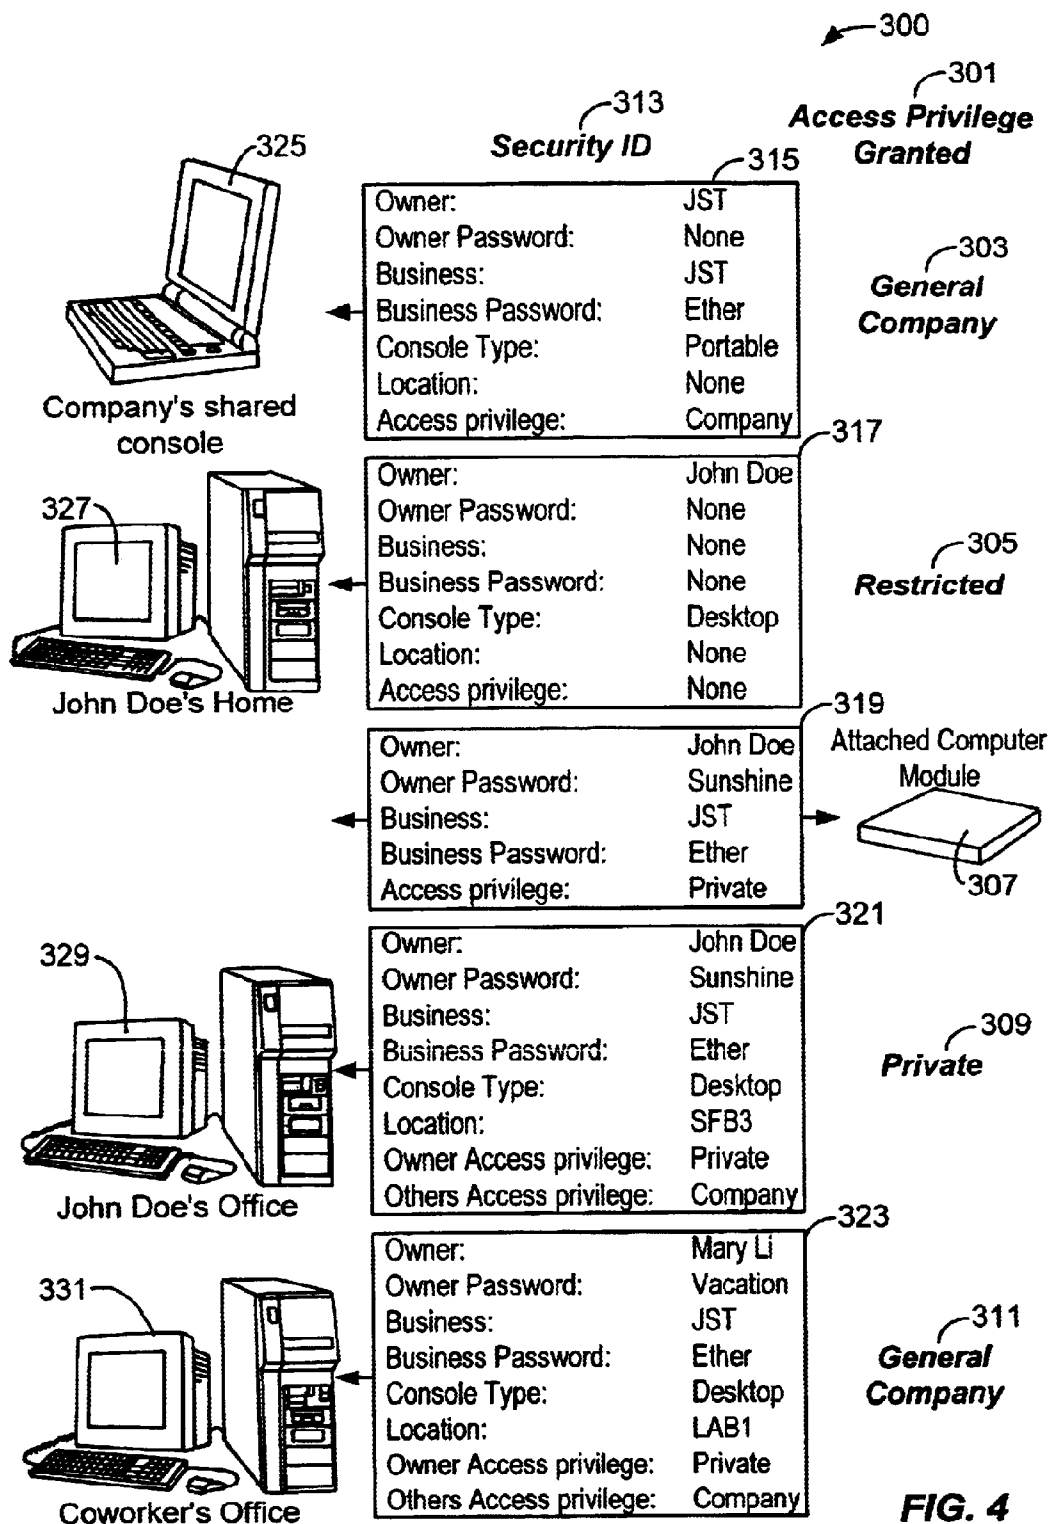 300
301
Access Privilege
Granted
313
Security ID
315
325
Owner: JST
Owner Password: None
Business: JST
Business Password: Ether
Console Type: Portable
Location: None
Access privilege: Company
303
General
Company
Company's shared
console
317
327
Owner: John Doe
Owner Password: None
Business: None
Business Password: None
Console Type: Desktop
Location: None
Access privilege: None
305
Restricted
John Doe's Home
319
Attached Computer
Module
307
Owner: John Doe
Owner Password: Sunshine
Business: JST
Business Password: Ether
Access privilege: Private
321
329
Owner: John Doe
Owner Password: Sunshine
Business: JST
Business Password: Ether
Console Type: Desktop
Location: SFB3
Owner Access privilege: Private
Others Access privilege: Company
309
Private
John Doe's Office
323
331
Owner: Mary Li
Owner Password: Vacation
Business: JST
Business Password: Ether
Console Type: Desktop
Location: LAB1
Owner Access privilege: Private
Others Access privilege: Company
311
General
Company
Coworker's Office
FIG. 4